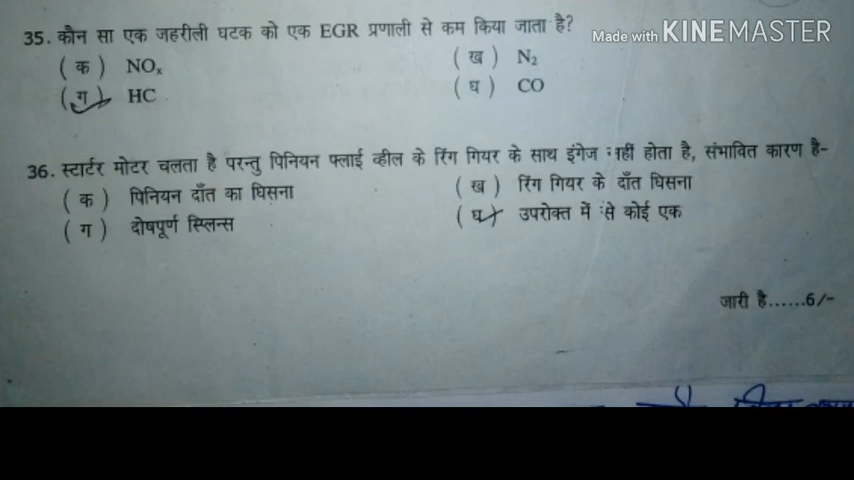 35. कौन सा एक जहरीली घटक को एक EGR प्रणाली से कम किया जाता है?
Made with KINEMASTER
( क ) NOx
( ख ) N2
( ग ) HC
( घ ) CO
36. स्टार्टर मोटर चलता है परन्तु पिनियन फ्लाई व्हील के रिंग गियर के साथ इंगेज नहीं होता है, संभावित कारण है-
( क ) पिनियन दाँत का घिसना
( ख ) रिंग गियर के दाँत घिसना
( ग ) दोषपूर्ण स्प्लिन्स
( घ ) उपरोक्त में से कोई एक
जारी है......6/-